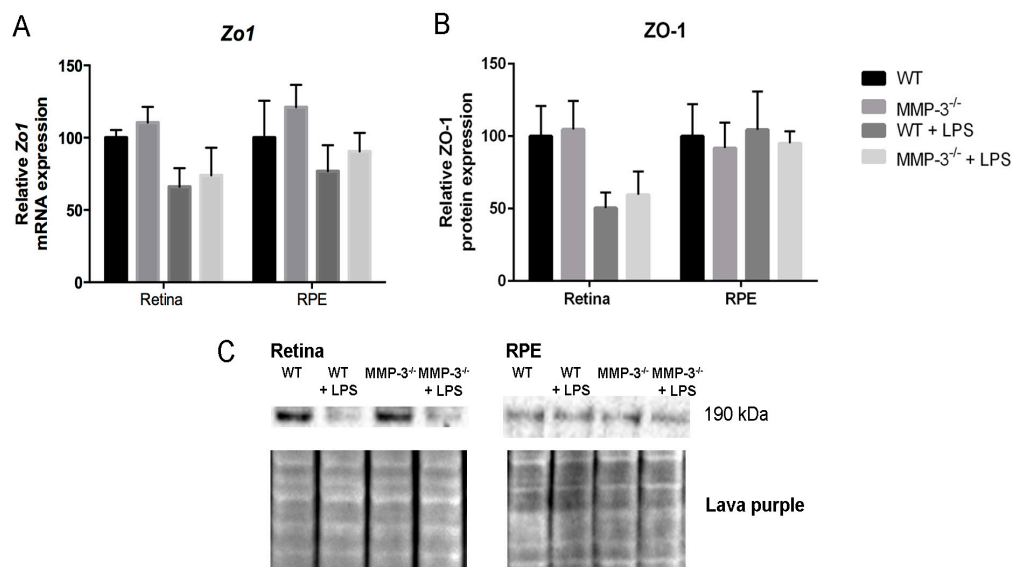 A
Zo1
Relative Zo1
mRNA expression
150
100
50
0
Retina
RPE
B
ZO-1
Relative ZO-1
protein expression
150
100
50
0
Retina
RPE
WT
MMP-3-/-
WT + LPS
MMP-3-/- + LPS
C
Retina
WT
WT
+ LPS
MMP-3-/-
MMP-3-/-
+ LPS
RPE
WT
WT
+ LPS
MMP-3-/-
MMP-3-/-
+ LPS
190 kDa
Lava purple